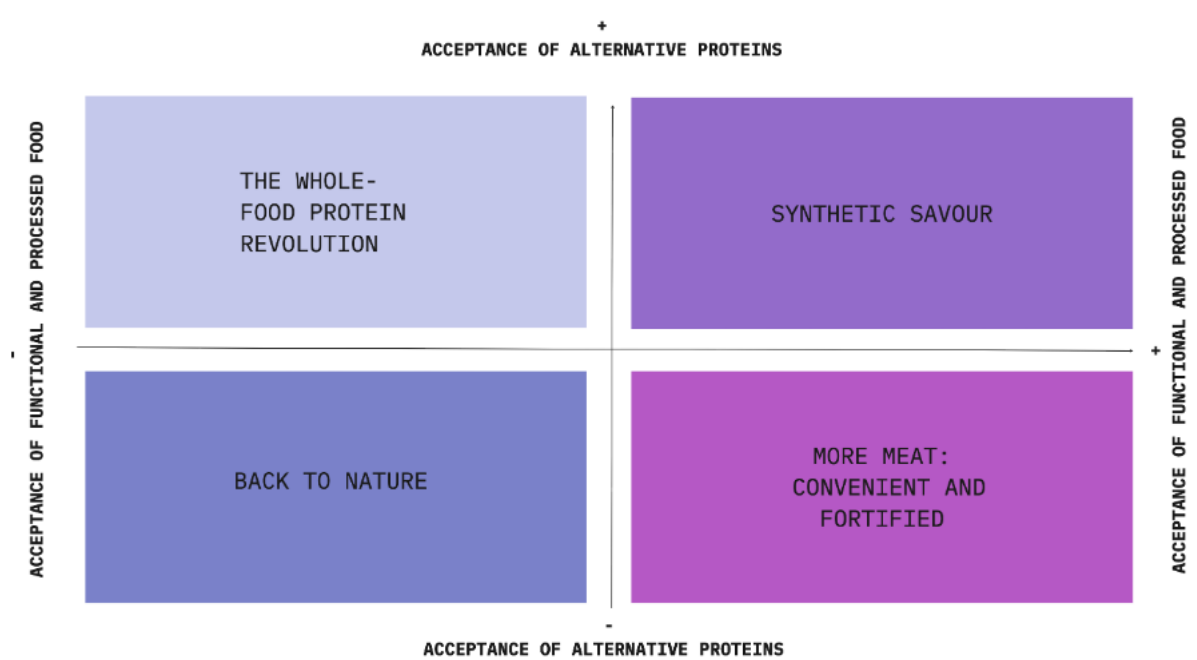 +
ACCEPTANCE OF ALTERNATIVE PROTEINS
ACCEPTANCE OF FUNCTIONAL AND PROCESSED FOOD
-
THE WHOLE-
FOOD PROTEIN
REVOLUTION
SYNTHETIC SAVOUR
BACK TO NATURE
MORE MEAT:
CONVENIENT AND
FORTIFIED
+
ACCEPTANCE OF FUNCTIONAL AND PROCESSED FOOD
-
ACCEPTANCE OF ALTERNATIVE PROTEINS